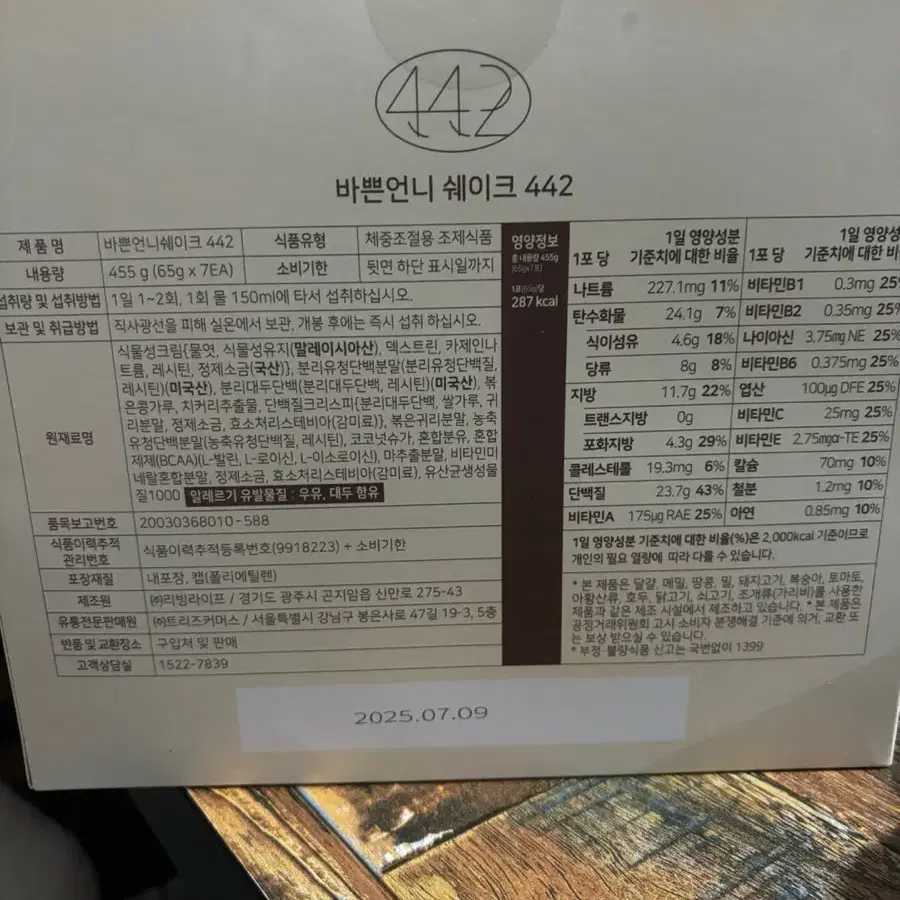 442
바쁜언니 쉐이크 442
제 품 명 바쁜언니쉐이크 442 식품유형 체중조절용 조제식품
내용량 455 g (65g x 7EA) 소비기한 뒷면 하단 표시일까지
섭취량 및 섭취방법 1일 1~2회, 1회 물 150ml에 타서 섭취하십시오.
보관 및 취급방법 직사광선을 피해 실온에서 보관, 개봉 후에는 즉시 섭취 하십시오.
원재료명
식물성크림{물엿, 식물성유지(말레이시아산), 덱스트린, 카제인나
트륨, 레시틴, 정제소금(국산)}, 분리유청단백분말(분리유청단백질,
레시틴)(미국산), 분리대두단백(분리대두단백, 레시틴)(미국산), 볶
은콩가루, 치커리추출물, 단백질크리스피{분리대두단백, 쌀가루, 귀
리분말, 정제소금, 효소처리스테비아(감미료)}, 볶은귀리분말, 농축
유청단백분말(농축유청단백질, 레시틴), 코코넛슈가, 혼합분유, 혼합
제제(BCAA)(L-발린, L-로이신, L-이소로이신), 마추출분말, 비타민미
네랄혼합분말, 정제소금, 효소처리스테비아(감미료), 유산균생성물
질1000 알레르기 유발물질 : 우유, 대두 함유
품목보고번호 20030368010-588
식품이력추적
관리번호 식품이력추적등록번호(9918223) + 소비기한
포장재질 내포장, 캡(폴리에틸렌)
제조원 ㈜리빙라이프 / 경기도 광주시 곤지암읍 신만로 275-43
유통전문판매원 ㈜트리즈커머스 / 서울특별시 강남구 봉은사로 47길 19-3, 5층
반품 및 교환장소 구입처 및 판매
고객상담실 1522-7839
영양정보
총 내용량 455g
(65gx7포)
1포(65g)당
287 kcal
1포 당 1일 영양성분
기준치에 대한 비율
나트륨 227.1mg 11%
탄수화물 24.1g 7%
식이섬유 4.6g 18%
당류 8g 8%
지방 11.7g 22%
트랜스지방 0g
포화지방 4.3g 29%
콜레스테롤 19.3mg 6%
단백질 23.7g 43%
비타민A 175µg RAE 25%
1포 당 1일 영양성
기준치에 대한 비
비타민B1 0.3mg 25%
비타민B2 0.35mg 25%
나이아신 3.75mg NE 25%
비타민B6 0.375mg 25%
엽산 100µg DFE 25%
비타민C 25mg 25%
비타민E 2.75mgα-TE 25%
칼슘 70mg 10%
철분 1.2mg 10%
아연 0.85mg 10%
1일 영양성분 기준치에 대한 비율(%)은 2,000kcal 기준이므로
개인의 필요 열량에 따라 다를 수 있습니다.
* 본 제품은 달걀, 메밀, 땅콩, 밀, 돼지고기, 복숭아, 토마토,
아황산류, 호두, 닭고기, 쇠고기, 조개류(가리비)를 사용한
제품과 같은 제조 시설에서 제조하고 있습니다. * 본 제품은
공정거래위원회 고시 소비자 분쟁해결 기준에 의거, 교환 또
는 보상 받으실 수 있습니다.
* 부정·불량식품 신고는 국번없이 1399
2025.07.09